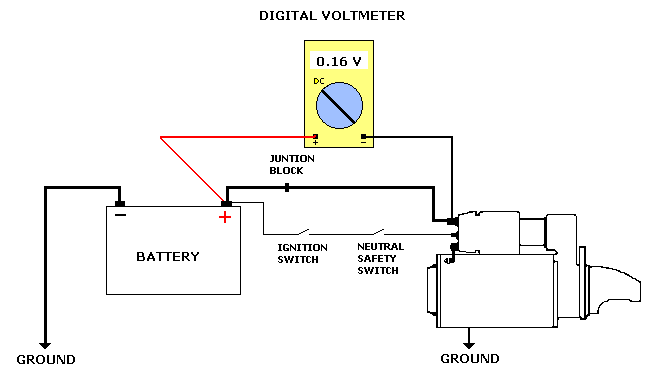 DIGITAL VOLTMETER
0.16 V
DC
+ −
JUNTION
BLOCK
− +
BATTERY
IGNITION
SWITCH
NEUTRAL
SAFETY
SWITCH
GROUND
GROUND